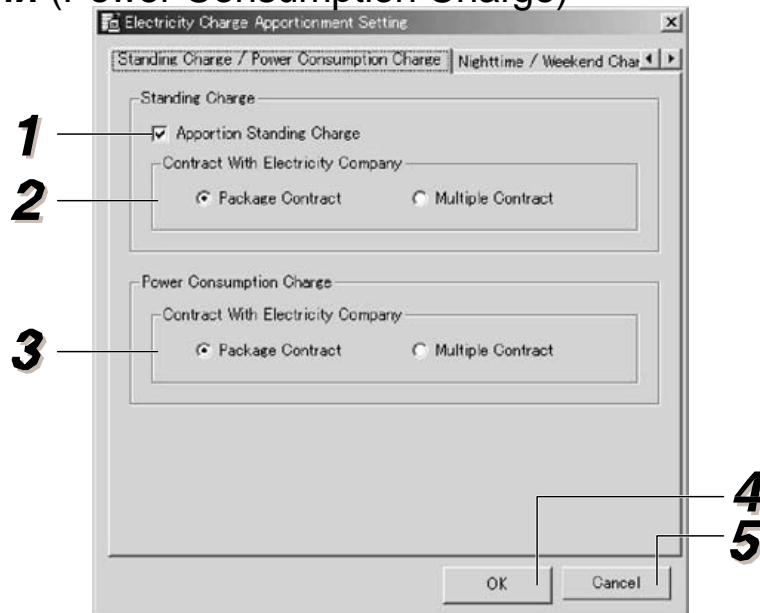 M (Power Consumption Charge)
Electricity Charge Apportionment Setting
Standing Charge / Power Consumption Charge
Nighttime / Weekend Char
Standing Charge
1
Apportion Standing Charge
Contract With Electricity Company
2
Package Contract
Multiple Contract
Power Consumption Charge
Contract With Electricity Company
3
Package Contract
Multiple Contract
4
5
OK
Cancel